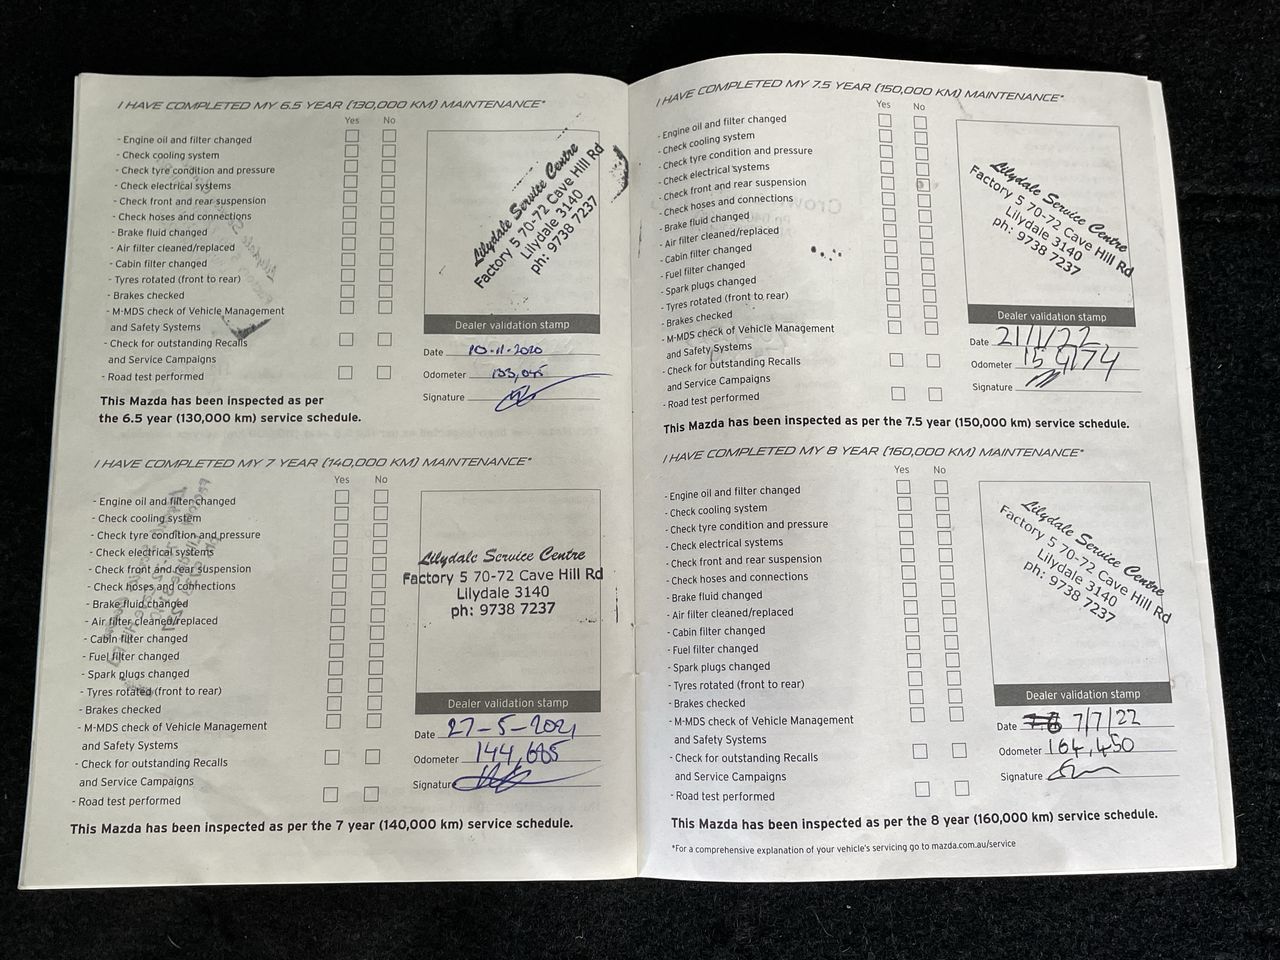 I HAVE COMPLETED MY 6.5 YEAR (130,000 KM) MAINTENANCE*
Yes No
- Engine oil and filter changed
- Check cooling system
- Check tyre condition and pressure
- Check electrical systems
- Check front and rear suspension
- Check hoses and connections
- Brake fluid changed
- Air filter cleaned/replaced
- Cabin filter changed
- Tyres rotated (front to rear)
- Brakes checked
- M-MDS check of Vehicle Management
and Safety Systems
- Check for outstanding Recalls
and Service Campaigns
- Road test performed
Lilydale Service Centre
Factory 5 70-72 Cave Hill Rd
Lilydale 3140
ph: 9738 7237
Dealer validation stamp
Date 10-11-2020
Odometer
Signature
This Mazda has been inspected as per
the 6.5 year (130,000 km) service schedule.
I HAVE COMPLETED MY 7 YEAR (140,000 KM) MAINTENANCE*
Yes No
- Engine oil and filter changed
- Check cooling system
- Check tyre condition and pressure
- Check electrical systems
- Check front and rear suspension
- Check hoses and connections
- Brake fluid changed
- Air filter cleaned/replaced
- Cabin filter changed
- Fuel filter changed
- Spark plugs changed
- Tyres rotated (front to rear)
- Brakes checked
- M-MDS check of Vehicle Management
and Safety Systems
- Check for outstanding Recalls
and Service Campaigns
- Road test performed
Lilydale Service Centre
Factory 5 70-72 Cave Hill Rd
Lilydale 3140
ph: 9738 7237
Dealer validation stamp
Date 27-5-2021
Odometer 144,685
Signature
This Mazda has been inspected as per the 7 year (140,000 km) service schedule.
I HAVE COMPLETED MY 7.5 YEAR (150,000 KM) MAINTENANCE*
Yes No
- Engine oil and filter changed
- Check cooling system
- Check tyre condition and pressure
- Check electrical systems
- Check front and rear suspension
- Check hoses and connections
- Brake fluid changed
- Air filter cleaned/replaced
- Cabin filter changed
- Fuel filter changed
- Spark plugs changed
- Tyres rotated (front to rear)
- Brakes checked
- M-MDS check of Vehicle Management
and Safety Systems
- Check for outstanding Recalls
and Service Campaigns
- Road test performed
Lilydale Service Centre
Factory 5 70-72 Cave Hill Rd
Lilydale 3140
ph: 9738 7237
Dealer validation stamp
Date 21/1/22
Odometer 159174
Signature
This Mazda has been inspected as per the 7.5 year (150,000 km) service schedule.
I HAVE COMPLETED MY 8 YEAR (160,000 KM) MAINTENANCE*
Yes No
- Engine oil and filter changed
- Check cooling system
- Check tyre condition and pressure
- Check electrical systems
- Check front and rear suspension
- Check hoses and connections
- Brake fluid changed
- Air filter cleaned/replaced
- Cabin filter changed
- Fuel filter changed
- Spark plugs changed
- Tyres rotated (front to rear)
- Brakes checked
- M-MDS check of Vehicle Management
and Safety Systems
- Check for outstanding Recalls
and Service Campaigns
- Road test performed
Lilydale Service Centre
Factory 5 70-72 Cave Hill Rd
Lilydale 3140
ph: 9738 7237
Dealer validation stamp
Date 7/7/22
Odometer 164,450
Signature
This Mazda has been inspected as per the 8 year (160,000 km) service schedule.
*For a comprehensive explanation of your vehicle's servicing go to mazda.com.au/service